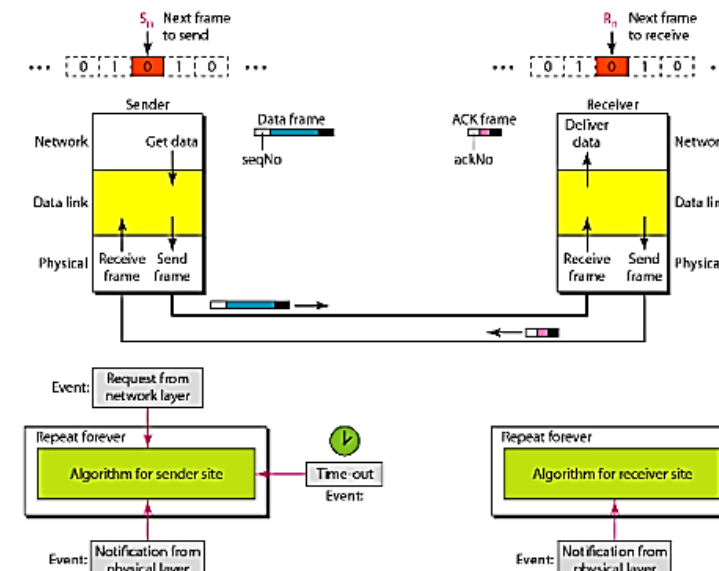 Sn Next frame
to send
Rn Next frame
to receive
... 0 1 0 1 0 ...
... 0 1 0 1 0
Sender
Receiver
Network
Get data
Data frame
seqNo
ACK frame
ackNo
Deliver
data
Data link
Physical
Receive
frame
Send
frame
Receive
frame
Send
frame
Physica
Event:
Request from
network layer
Repeat forever
Algorithm for sender site
Time-out
Event:
Repeat forever
Algorithm for receiver site
Event:
Notification from
physical layer
Event:
Notification from
physical layer